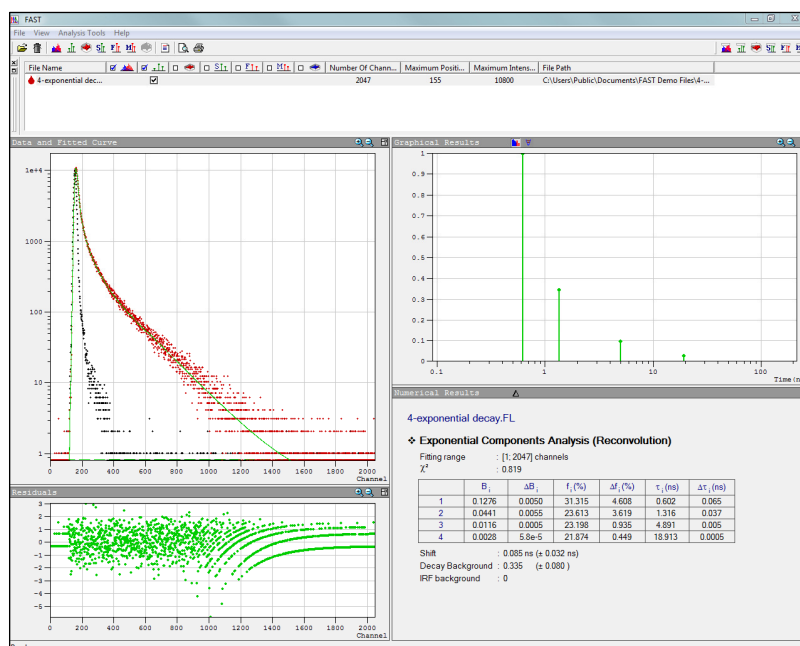 FAST
File View Analysis Tools Help
File Name Number Of Chann... Maximum Positi... Maximum Intens... File Path
4-exponential dec... 2047 155 10800 C:\Users\Public\Documents\FAST Demo Files\4-...
Data and Fitted Curve
1e+4
1000
100
10
1
0 200 400 600 800 1000 1200 1400 1600 1800 2000
Channel
Residuals
3
2
1
0
-1
-2
-3
-4
-5
0 200 400 600 800 1000 1200 1400 1600 1800 2000
Channel
Graphical Results
1
0.9
0.8
0.7
0.6
0.5
0.4
0.3
0.2
0.1
0
0.1 1 10 100
Time(n
Numerical Results
4-exponential decay.FL
❖ Exponential Components Analysis (Reconvolution)
Fitting range : [1; 2047] channels
χ² : 0.819
B i ΔB i f i (%) Δf i (%) τ i (ns) Δτ i (ns)
1 0.1276 0.0050 31.315 4.608 0.602 0.065
2 0.0441 0.0055 23.613 3.619 1.316 0.037
3 0.0116 0.0005 23.198 0.935 4.891 0.005
4 0.0028 5.8e-5 21.874 0.449 18.913 0.0005
Shift : 0.085 ns (± 0.032 ns)
Decay Background : 0.335 (± 0.080 )
IRF background : 0